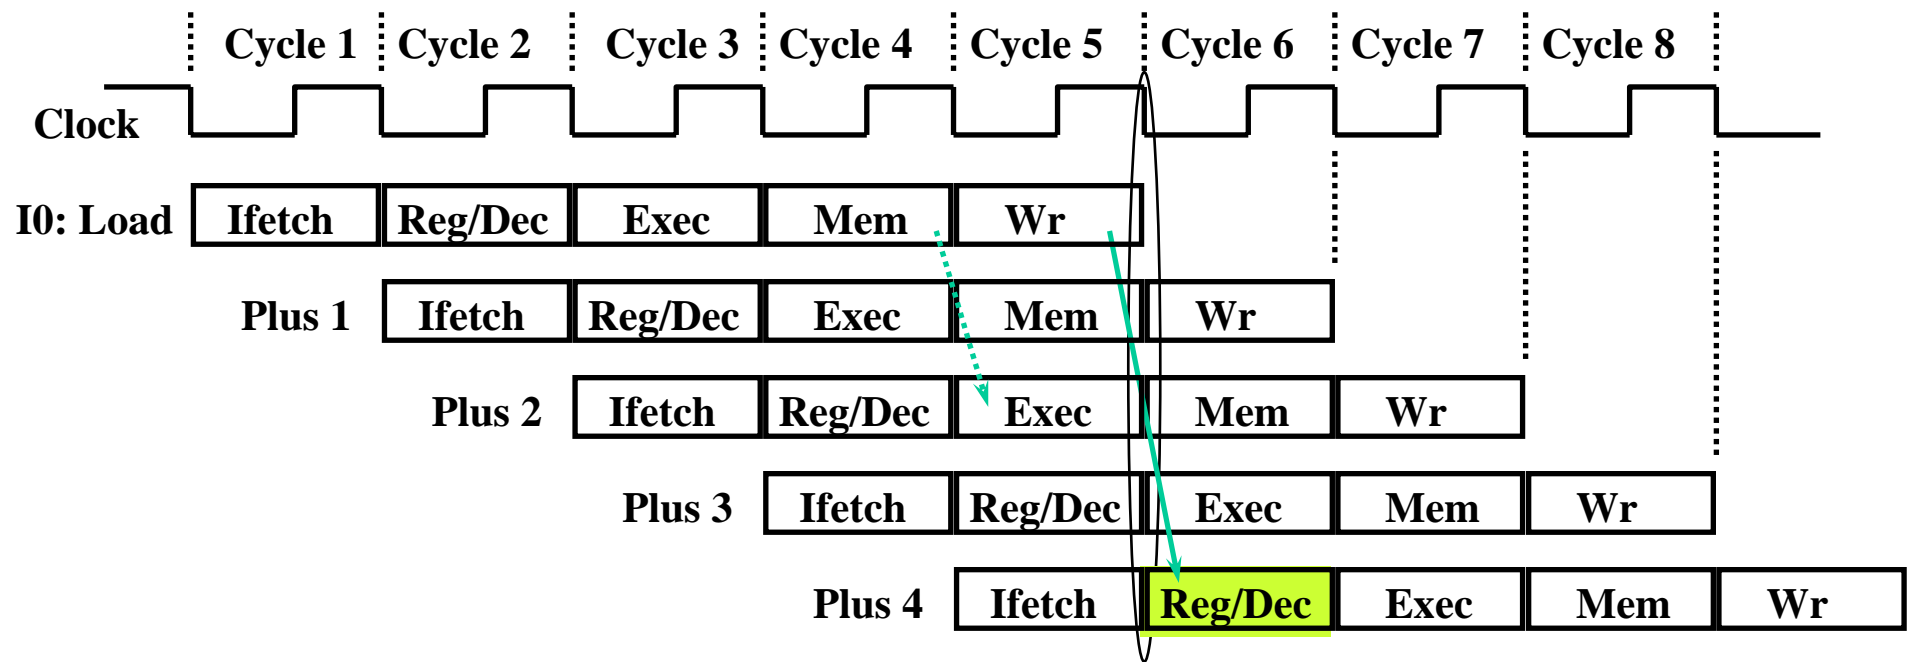 Cycle 1 Cycle 2 Cycle 3 Cycle 4 Cycle 5 Cycle 6 Cycle 7 Cycle 8
Clock
I0: Load Ifetch Reg/Dec Exec Mem Wr
Plus 1 Ifetch Reg/Dec Exec Mem Wr
Plus 2 Ifetch Reg/Dec Exec Mem Wr
Plus 3 Ifetch Reg/Dec Exec Mem Wr
Plus 4 Ifetch Reg/Dec Exec Mem Wr